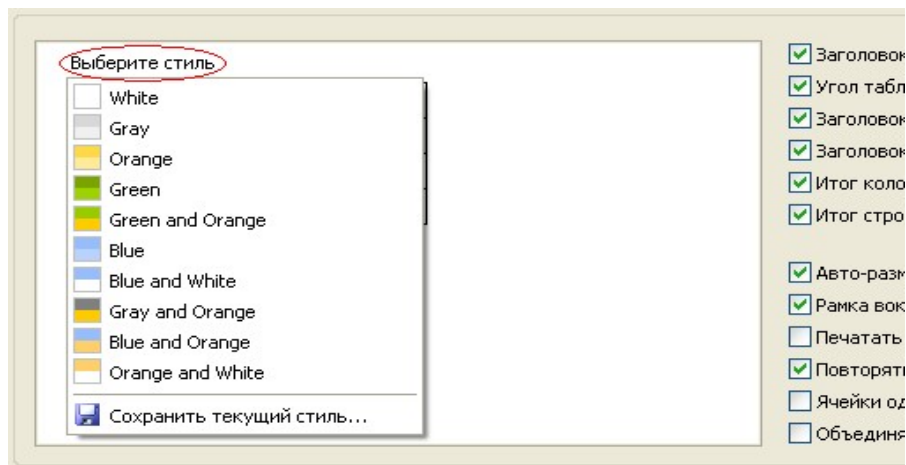 Выберите стиль
White
Gray
Orange
Green
Green and Orange
Blue
Blue and White
Gray and Orange
Blue and Orange
Orange and White
Сохранить текущий стиль...
Заголовок
Угол табл
Заголовок
Заголовок
Итог коло
Итог стро
Авто-разм
Рамка вок
Печатать
Повторять
Ячейки од
Объединя